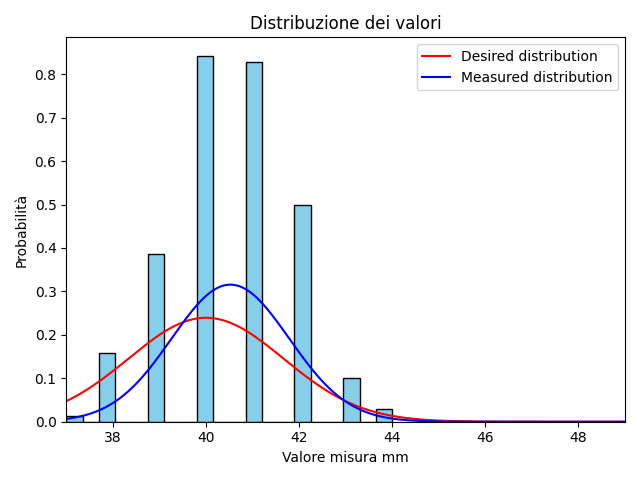 Distribuzione dei valori
Desired distribution
Measured distribution
Probabilità
0.8
0.7
0.6
0.5
0.4
0.3
0.2
0.1
0.0
38 40 42 44 46 48
Valore misura mm